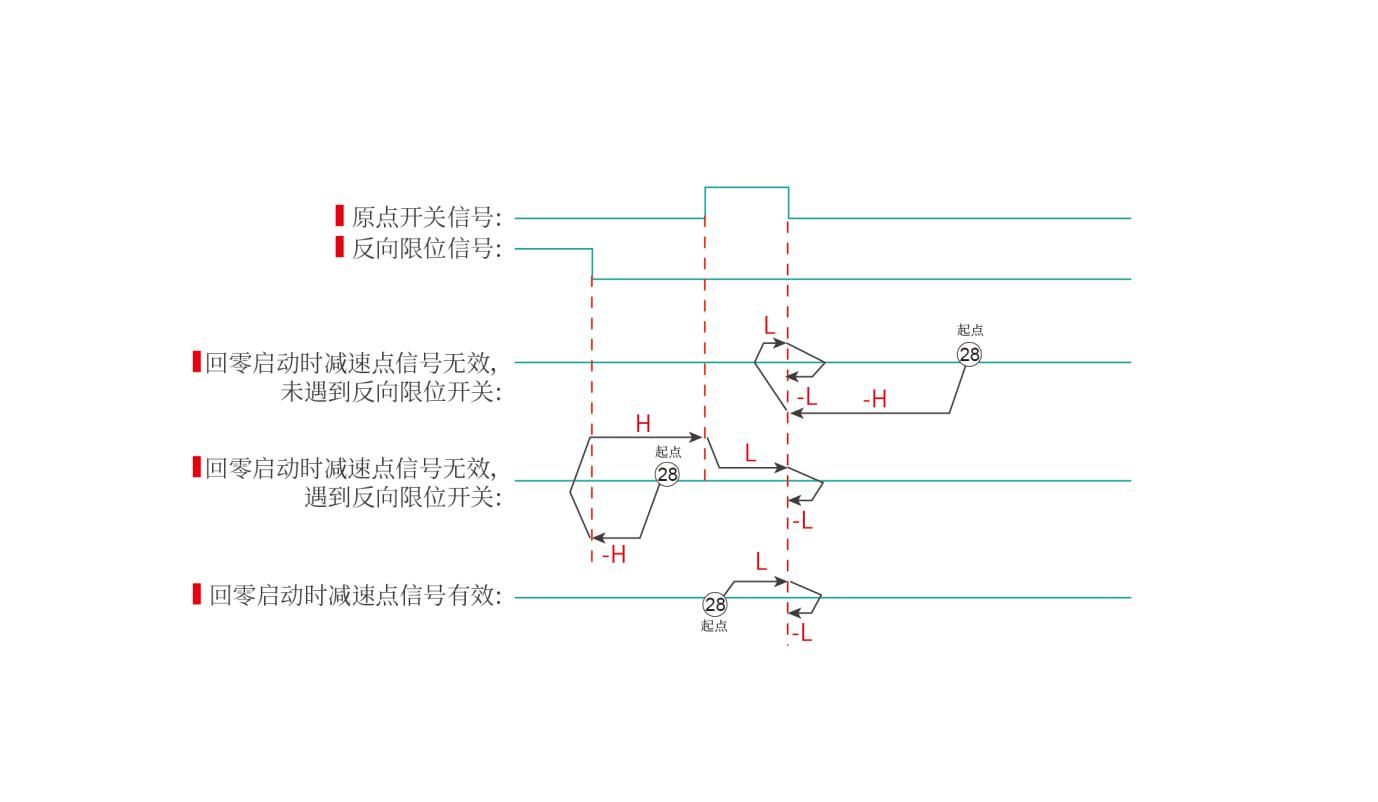 原点开关信号:
反向限位信号:
L
起点
28
回零启动时减速点信号无效,
未遇到反向限位开关:
-L
-H
H
L
起点
28
回零启动时减速点信号无效,
遇到反向限位开关:
-L
-H
L
回零启动时减速点信号有效:
28
起点
-L